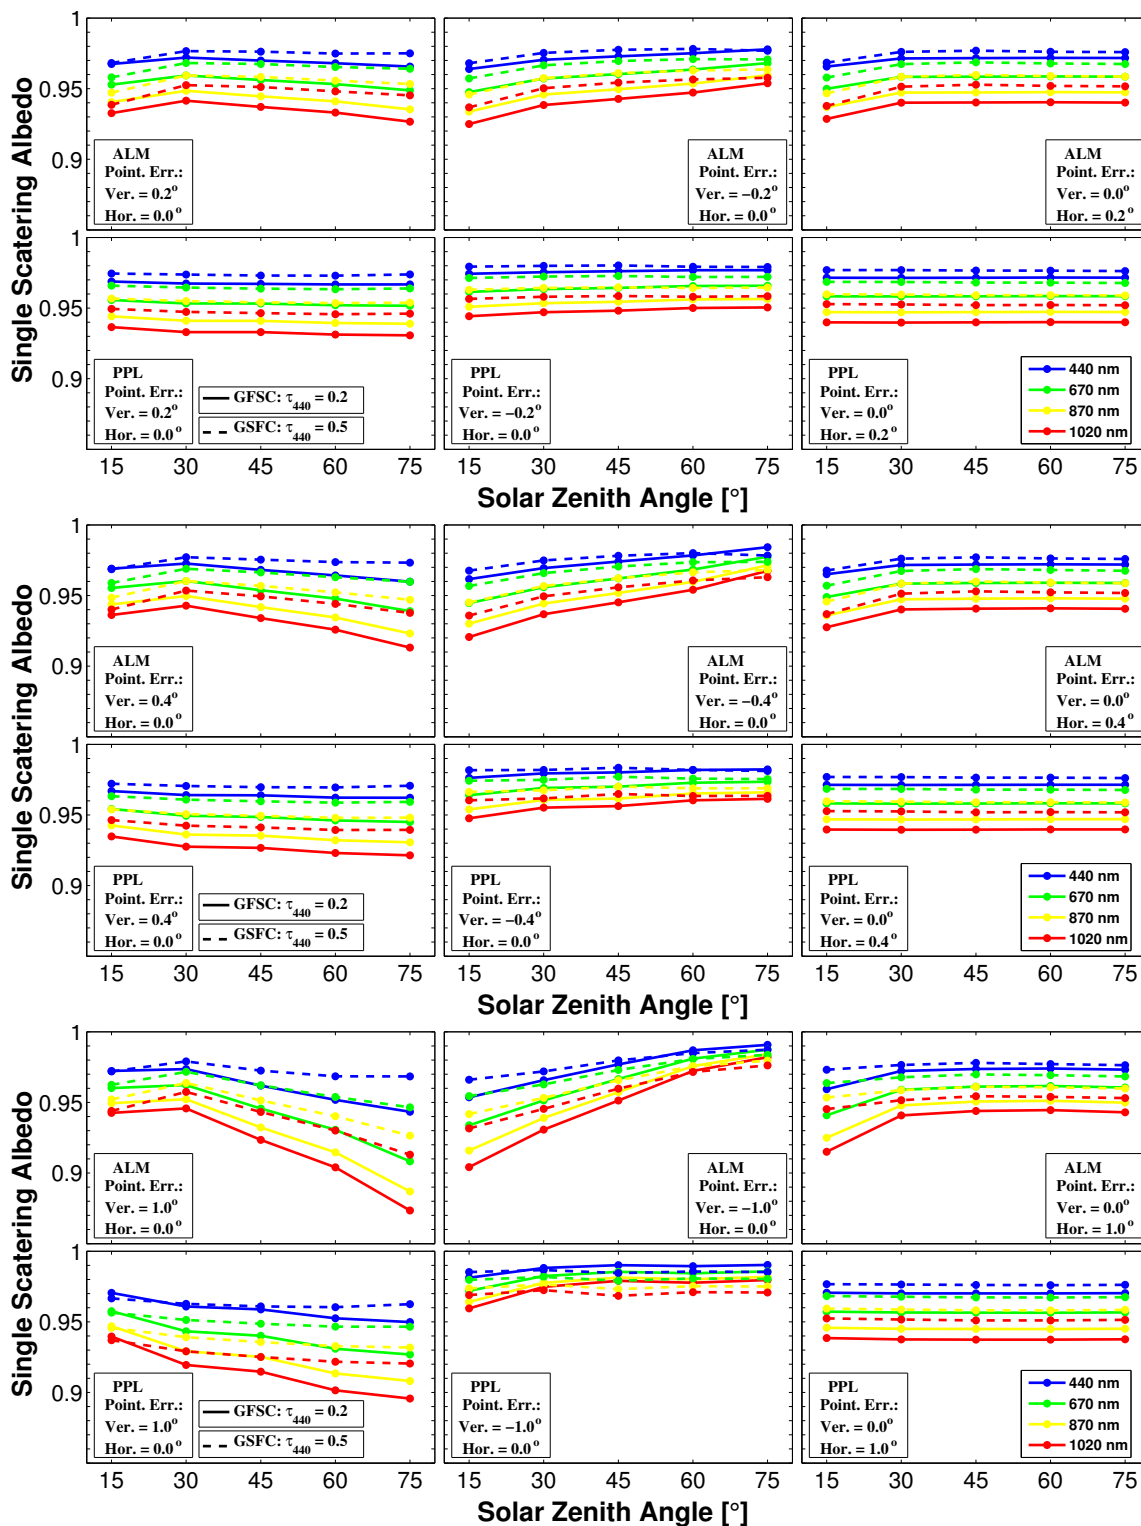 Single Scatering Albedo
1
0.95
0.9
ALM
Point. Err.:
Ver. = 0.2°
Hor. = 0.0°
ALM
Point. Err.:
Ver. = −0.2°
Hor. = 0.0°
ALM
Point. Err.:
Ver. = 0.0°
Hor. = 0.2°
Single Scatering Albedo
1
0.95
0.9
PPL
Point. Err.:
Ver. = 0.2°
Hor. = 0.0°
GFSC: τ440 = 0.2
GSFC: τ440 = 0.5
PPL
Point. Err.:
Ver. = −0.2°
Hor. = 0.0°
PPL
Point. Err.:
Ver. = 0.0°
Hor. = 0.2°
440 nm
670 nm
870 nm
1020 nm
15 30 45 60 75 15 30 45 60 75 15 30 45 60 75
Solar Zenith Angle [°]
Single Scatering Albedo
1
0.95
0.9
ALM
Point. Err.:
Ver. = 0.4°
Hor. = 0.0°
ALM
Point. Err.:
Ver. = −0.4°
Hor. = 0.0°
ALM
Point. Err.:
Ver. = 0.0°
Hor. = 0.4°
1
0.95
0.9
PPL
Point. Err.:
Ver. = 0.4°
Hor. = 0.0°
GFSC: τ440 = 0.2
GSFC: τ440 = 0.5
PPL
Point. Err.:
Ver. = −0.4°
Hor. = 0.0°
PPL
Point. Err.:
Ver. = 0.0°
Hor. = 0.4°
440 nm
670 nm
870 nm
1020 nm
15 30 45 60 75 15 30 45 60 75 15 30 45 60 75
Solar Zenith Angle [°]
Single Scatering Albedo
1
0.95
0.9
ALM
Point. Err.:
Ver. = 1.0°
Hor. = 0.0°
ALM
Point. Err.:
Ver. = −1.0°
Hor. = 0.0°
ALM
Point. Err.:
Ver. = 0.0°
Hor. = 1.0°
1
0.95
0.9
PPL
Point. Err.:
Ver. = 1.0°
Hor. = 0.0°
GFSC: τ440 = 0.2
GSFC: τ440 = 0.5
PPL
Point. Err.:
Ver. = −1.0°
Hor. = 0.0°
PPL
Point. Err.:
Ver. = 0.0°
Hor. = 1.0°
440 nm
670 nm
870 nm
1020 nm
15 30 45 60 75 15 30 45 60 75 15 30 45 60 75
Solar Zenith Angle [°]